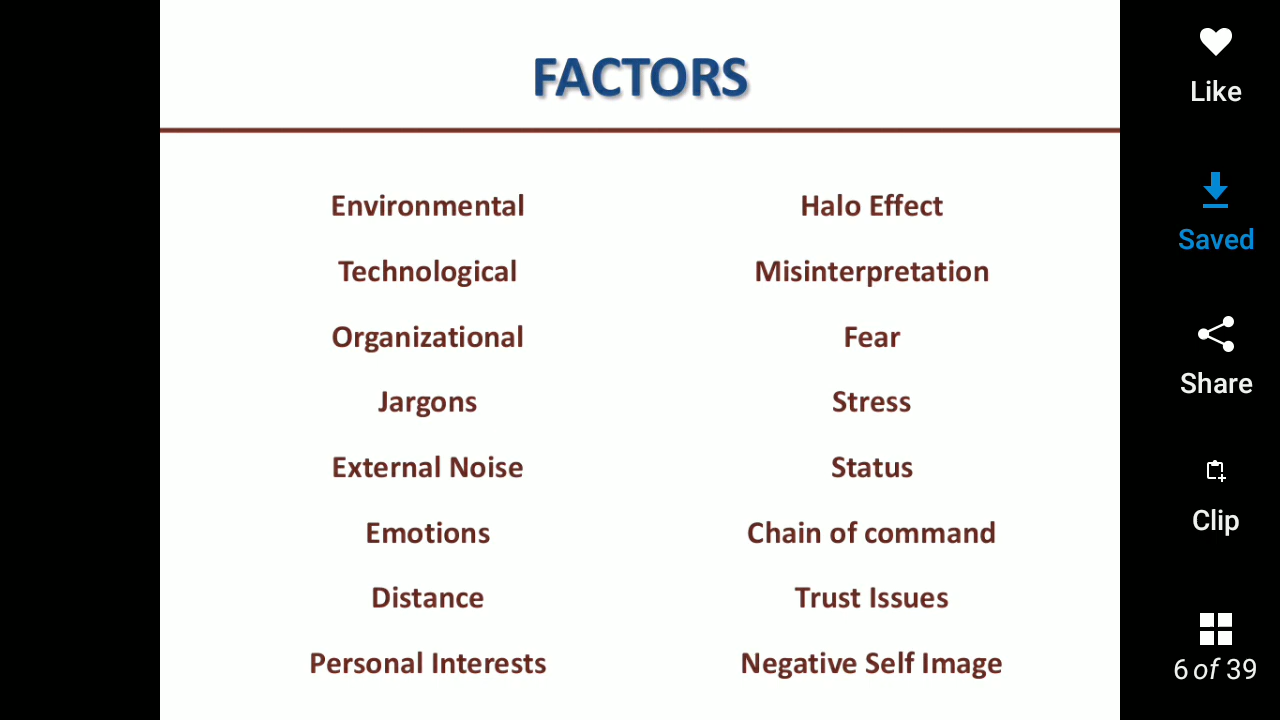 FACTORS
Environmental
Technological
Organizational
Jargons
External Noise
Emotions
Distance
Personal Interests
Halo Effect
Misinterpretation
Fear
Stress
Status
Chain of command
Trust Issues
Negative Self Image
Like
Saved
Share
Clip
6 of 39